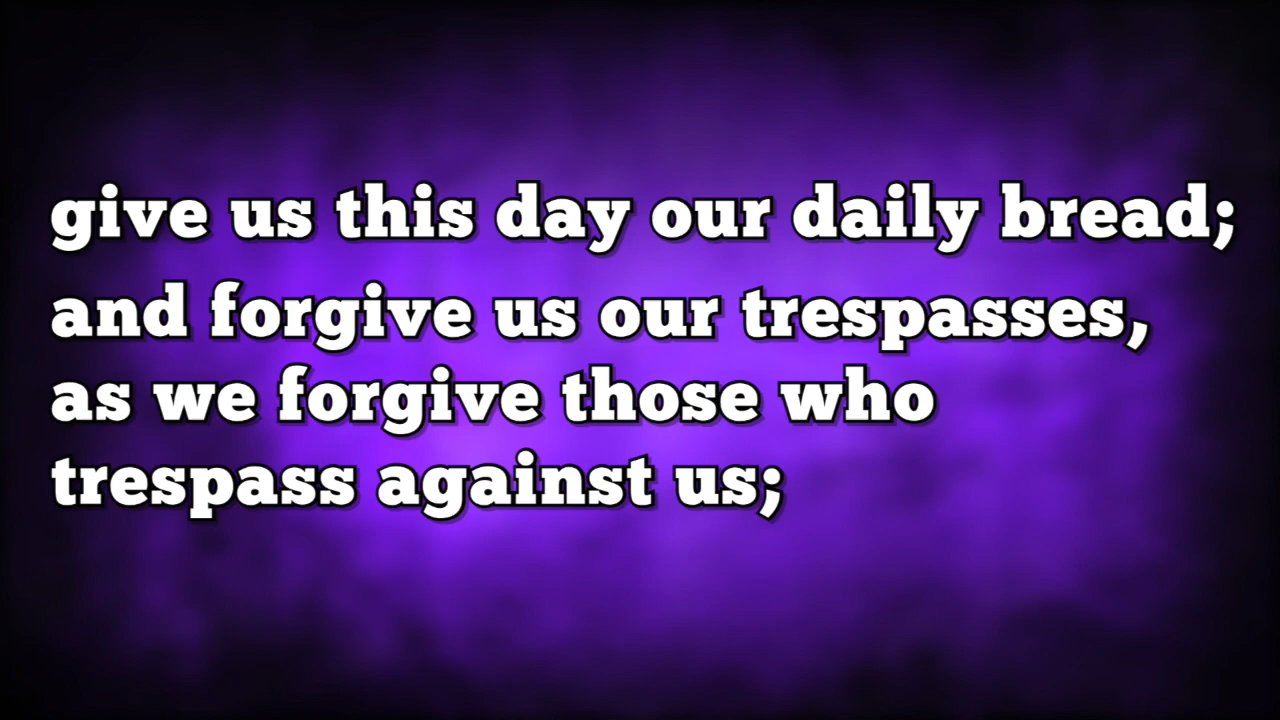 give us this day our daily bread;
and forgive us our trespasses,
as we forgive those who
trespass against us;